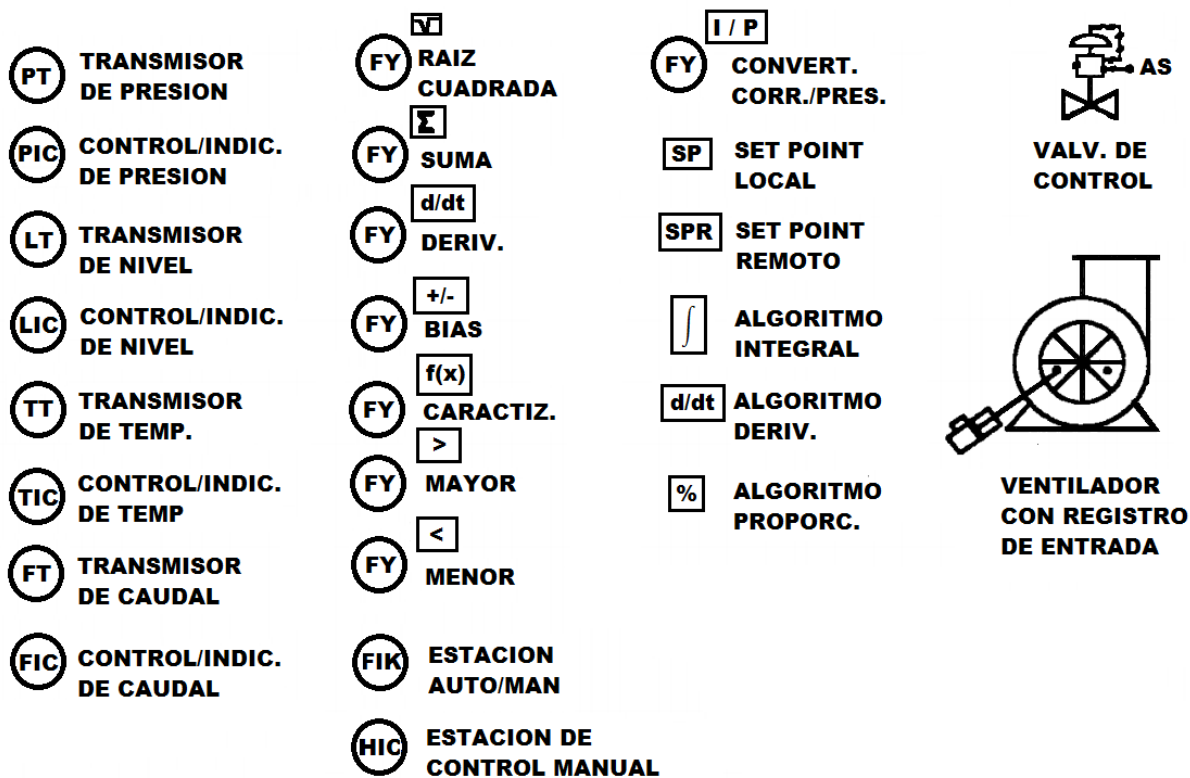 PT TRANSMISOR
DE PRESION
PIC CONTROL/INDIC.
DE PRESION
LT TRANSMISOR
DE NIVEL
LIC CONTROL/INDIC.
DE NIVEL
TT TRANSMISOR
DE TEMP.
TIC CONTROL/INDIC.
DE TEMP
FT TRANSMISOR
DE CAUDAL
FIC CONTROL/INDIC.
DE CAUDAL
√
FY RAIZ
CUADRADA
Σ
FY SUMA
d/dt
FY DERIV.
+/-
FY BIAS
f(x)
FY CARACTIZ.
>
FY MAYOR
<
FY MENOR
FIK ESTACION
AUTO/MAN
HIC ESTACION DE
CONTROL MANUAL
I / P
FY CONVERT.
CORR./PRES.
SP SET POINT
LOCAL
SPR SET POINT
REMOTO
∫ ALGORITMO
INTEGRAL
d/dt ALGORITMO
DERIV.
% ALGORITMO
PROPORC.
AS
VALV. DE
CONTROL
VENTILADOR
CON REGISTRO
DE ENTRADA